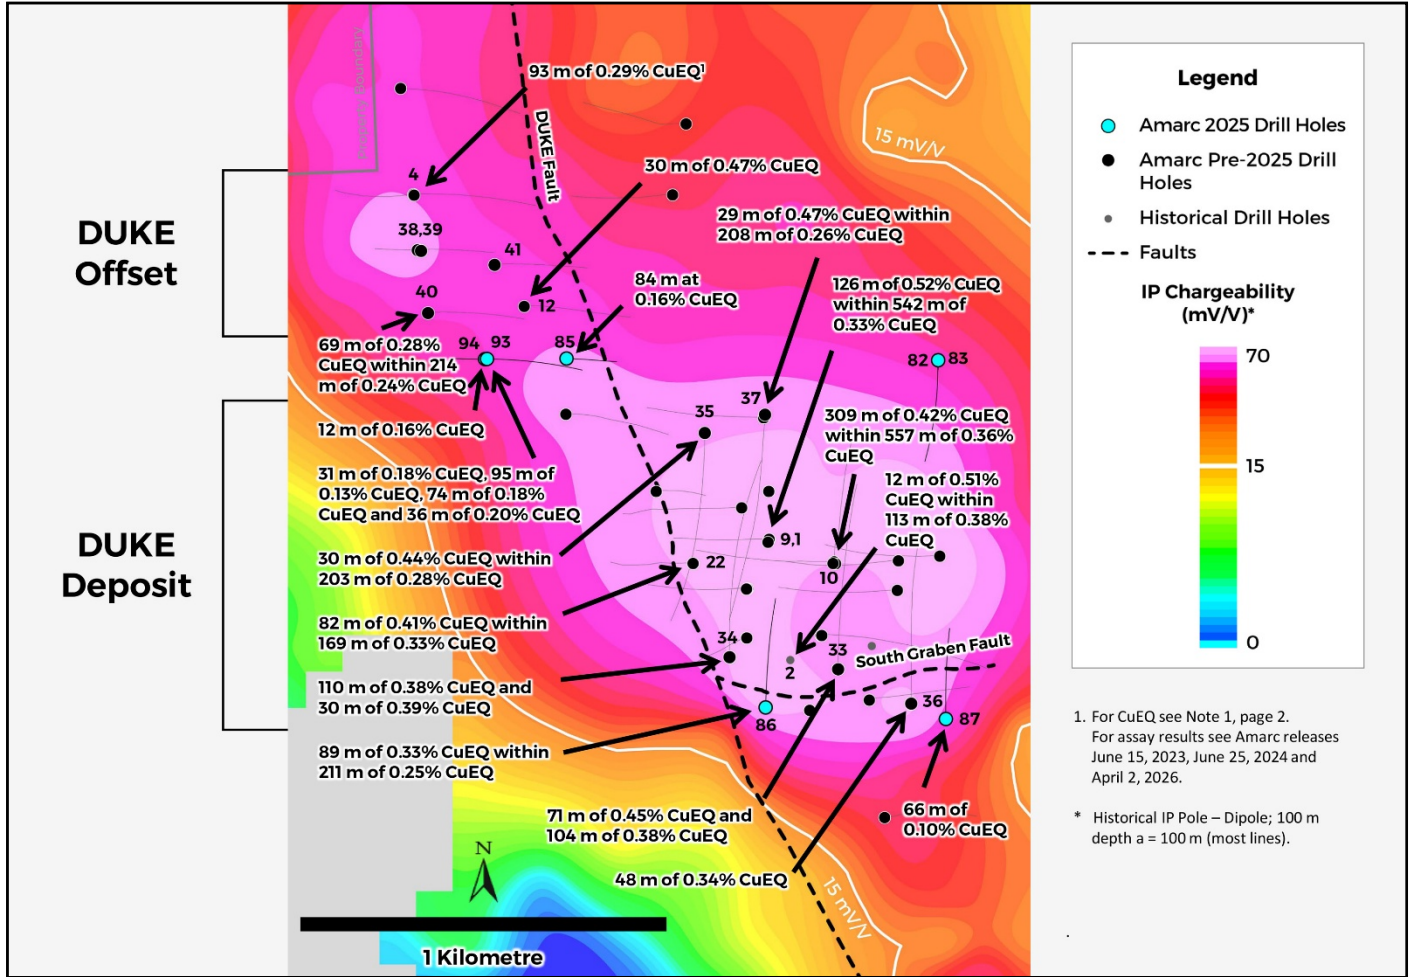 Property Boundary
93 m of 0.29% CuEQ¹
DUKE Fault
15 mV/V
30 m of 0.47% CuEQ
4
29 m of 0.47% CuEQ within
208 m of 0.26% CuEQ
DUKE
Offset
38,39
41
84 m at
0.16% CuEQ
126 m of 0.52% CuEQ
within 542 m of
0.33% CuEQ
40
12
69 m of 0.28%
CuEQ within 214
m of 0.24% CuEQ
94
93
85
82
83
12 m of 0.16% CuEQ
35
37
309 m of 0.42% CuEQ
within 557 m of 0.36%
CuEQ
31 m of 0.18% CuEQ, 95 m of
0.13% CuEQ, 74 m of 0.18%
CuEQ and 36 m of 0.20% CuEQ
12 m of 0.51%
CuEQ within
113 m of 0.38%
CuEQ
DUKE
Deposit
30 m of 0.44% CuEQ within
203 m of 0.28% CuEQ
9,1
22
10
82 m of 0.41% CuEQ within
169 m of 0.33% CuEQ
34
2
33
South Graben Fault
110 m of 0.38% CuEQ and
30 m of 0.39% CuEQ
36
86
87
89 m of 0.33% CuEQ within
211 m of 0.25% CuEQ
71 m of 0.45% CuEQ and
104 m of 0.38% CuEQ
66 m of
0.10% CuEQ
48 m of 0.34% CuEQ
15 mV/V
N
1 Kilometre
Legend
Amarc 2025 Drill Holes
Amarc Pre-2025 Drill
Holes
Historical Drill Holes
Faults
IP Chargeability
(mV/V)*
70
15
0
1. For CuEQ see Note 1, page 2.
For assay results see Amarc releases
June 15, 2023, June 25, 2024 and
April 2, 2026.
* Historical IP Pole – Dipole; 100 m
depth a = 100 m (most lines).
.